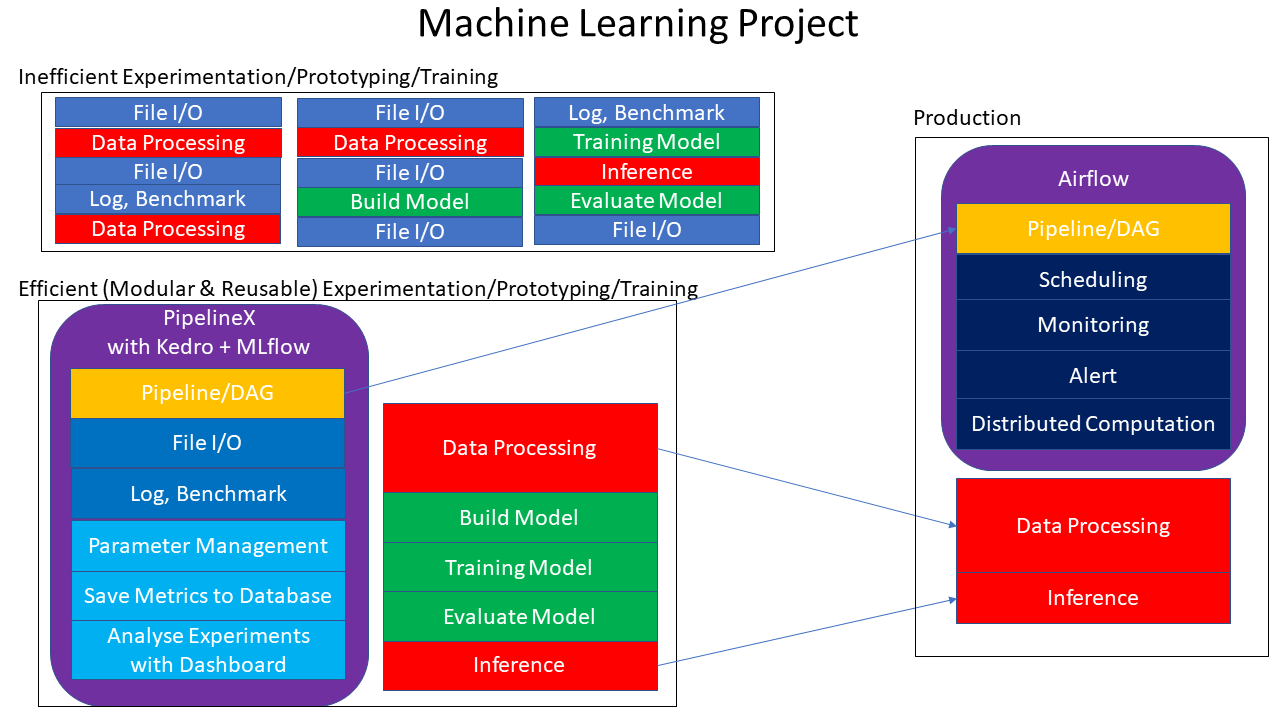 Machine Learning Project
Inefficient Experimentation/Prototyping/Training
File I/O
Data Processing
File I/O
Log, Benchmark
Data Processing
File I/O
Data Processing
File I/O
Build Model
File I/O
Log, Benchmark
Training Model
Inference
Evaluate Model
File I/O
Efficient (Modular & Reusable) Experimentation/Prototyping/Training
PipelineX
with Kedro + MLflow
Pipeline/DAG
File I/O
Log, Benchmark
Parameter Management
Save Metrics to Database
Analyse Experiments
with Dashboard
Data Processing
Build Model
Training Model
Evaluate Model
Inference
Production
Airflow
Pipeline/DAG
Scheduling
Monitoring
Alert
Distributed Computation
Data Processing
Inference